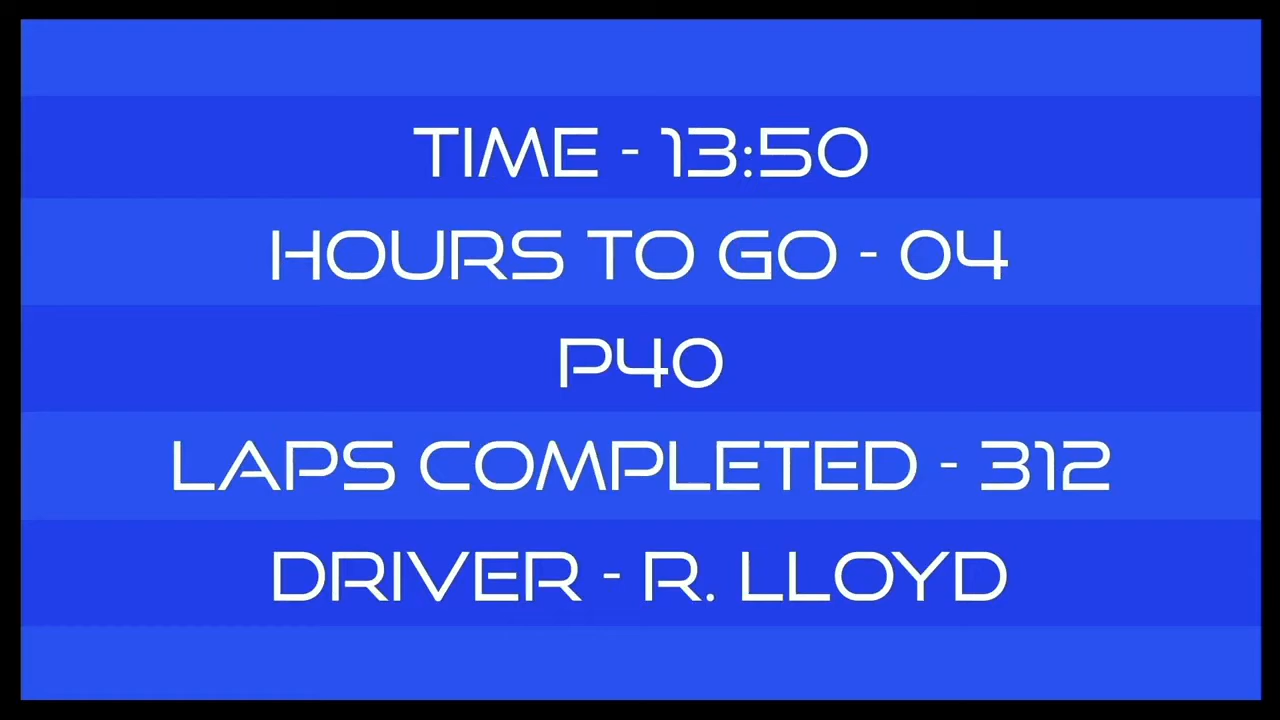 TIME - 13:50
HOURS TO GO - 04
P40
LAPS COMPLETED - 312
DRIVER - R. LLOYD